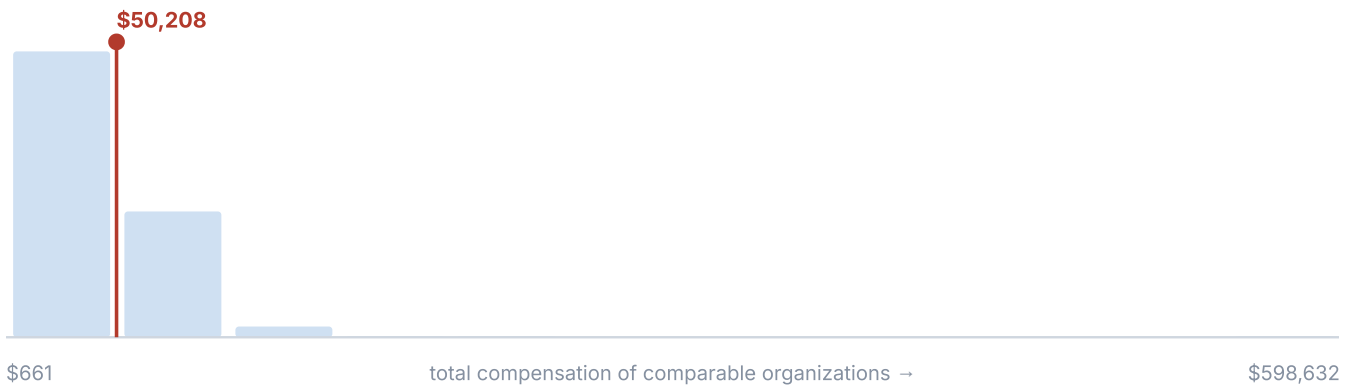 $50,208
$661
total compensation of comparable organizations →
$598,632